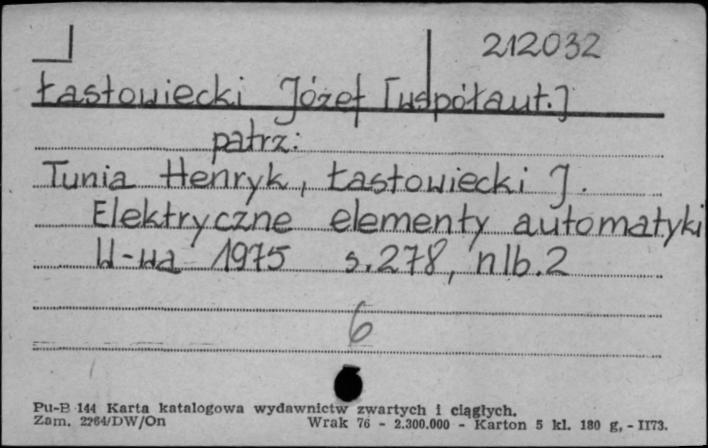 212032
Łastowiecki Józef [współaut.]
patrz:
Tunia Henryk, Łastowiecki J.
Elektryczne elementy automatyki
W-wa 1975 s.278, nlb.2
6
Pu-B 144 Karta katalogowa wydawnictw zwartych i ciągłych.
Zam. 2264/DW/On Wrak 76 - 2.300.000 - Karton 5 kl. 180 g, - II73.